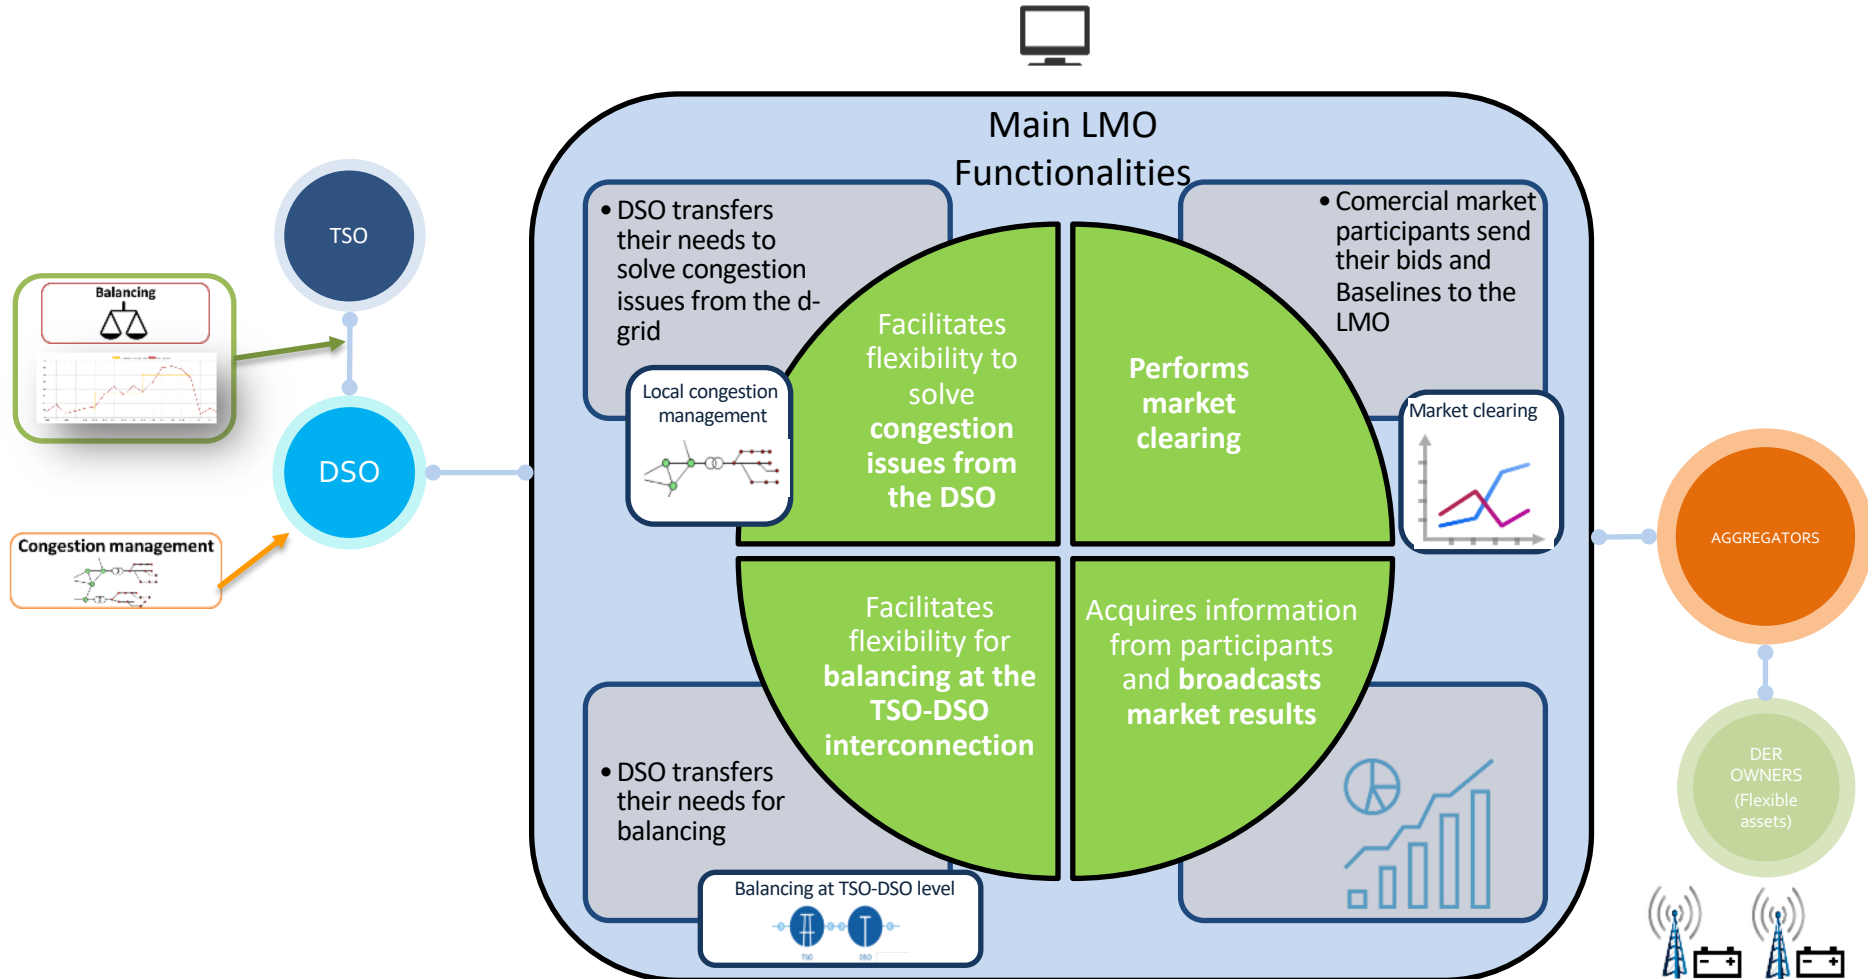 Main LMO
Functionalities
TSO
Balancing
DSO
Congestion management
• DSO transfers
their needs to
solve congestion
issues from the d-
grid
Local congestion
management
Facilitates
flexibility to
solve
congestion
issues from
the DSO
Performs
market
clearing
• Comercial market
participants send
their bids and
Baselines to the
LMO
Market clearing
Facilitates
flexibility for
balancing at the
TSO-DSO
interconnection
Acquires information
from participants
and broadcasts
market results
• DSO transfers
their needs for
balancing
Balancing at TSO-DSO level
TSO
DSO
AGGREGATORS
DER
OWNERS
(Flexible
assets)